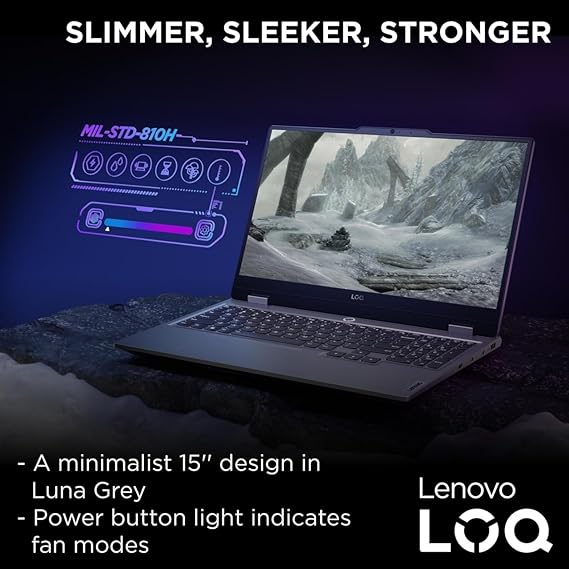 SLIMMER, SLEEKER, STRONGER
MIL-STD-810H
LOQ
- A minimalist 15" design in
Luna Grey
- Power button light indicates
fan modes
Lenovo
LOQ